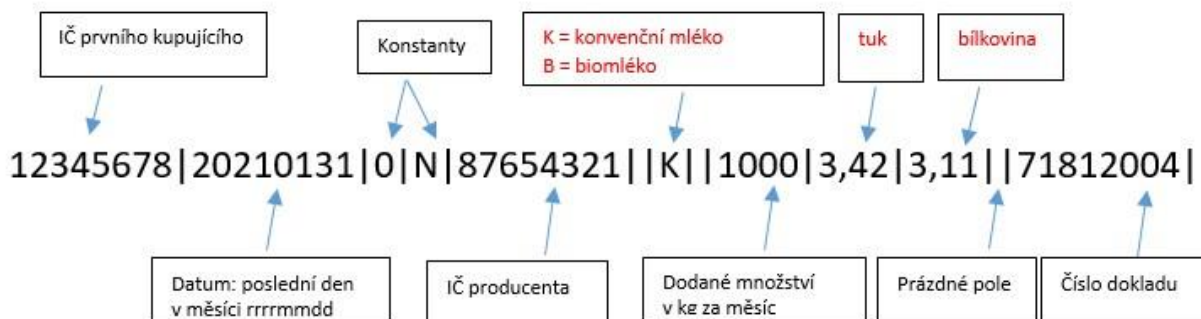 IČ prvního kupujícího
Konstanty
K = konvenční mléko
B = biomléko
tuk
bílkovina
12345678|20210131|0|N|87654321||K||1000|3,42|3,11||71812004|
Datum: poslední den
v měsíci rrrrmmdd
IČ producenta
Dodané množství
v kg za měsíc
Prázdné pole
Číslo dokladu